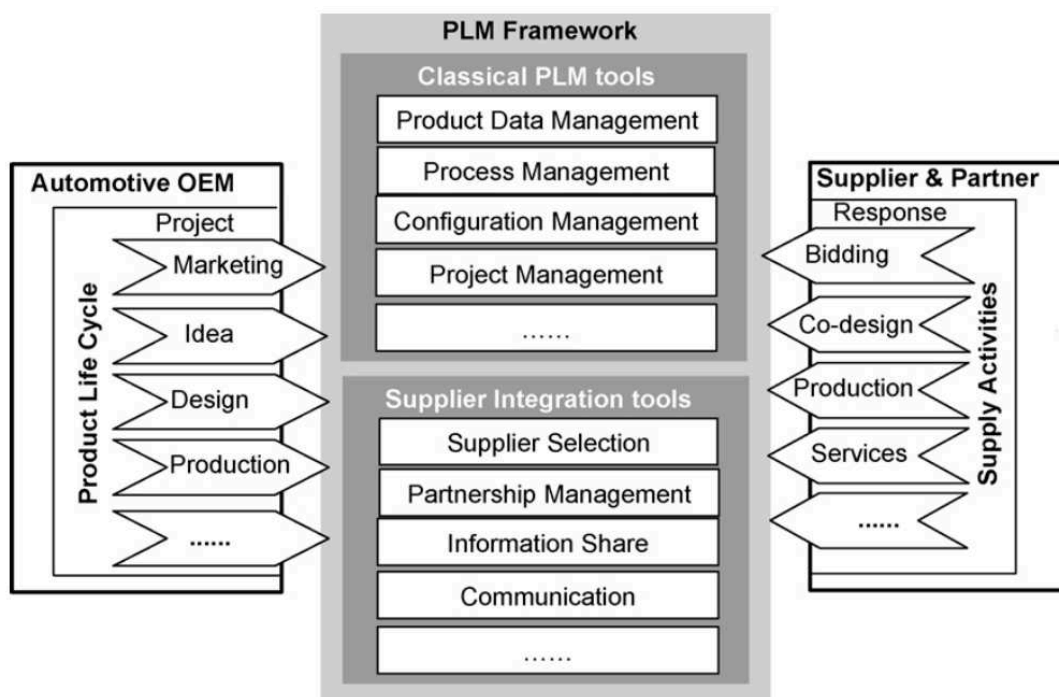 PLM Framework
Classical PLM tools
Product Data Management
Process Management
Configuration Management
Project Management
......
Supplier Integration tools
Supplier Selection
Partnership Management
Information Share
Communication
......
Automotive OEM
Project
Product Life Cycle
Marketing
Idea
Design
Production
......
Supplier & Partner
Response
Bidding
Co-design
Production
Services
......
Supply Activities